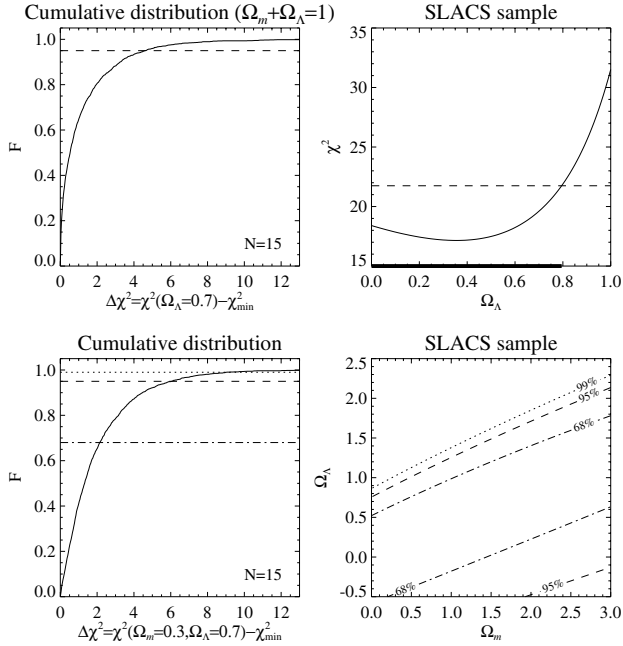 Cumulative distribution (Ωm+ΩΛ=1)
F
1.0
0.8
0.6
0.4
0.2
0.0
N=15
0 2 4 6 8 10 12
Δχ²=χ²(ΩΛ=0.7)−χ²min
SLACS sample
χ²
35
30
25
20
15
0.0 0.2 0.4 0.6 0.8 1.0
ΩΛ
Cumulative distribution
F
1.0
0.8
0.6
0.4
0.2
0.0
N=15
0 2 4 6 8 10 12
Δχ²=χ²(Ωm=0.3,ΩΛ=0.7)−χ²min
SLACS sample
ΩΛ
2.5
2.0
1.5
1.0
0.5
0.0
-0.5
99%
95%
68%
68%
95%
0.0 0.5 1.0 1.5 2.0 2.5 3.0
Ωm